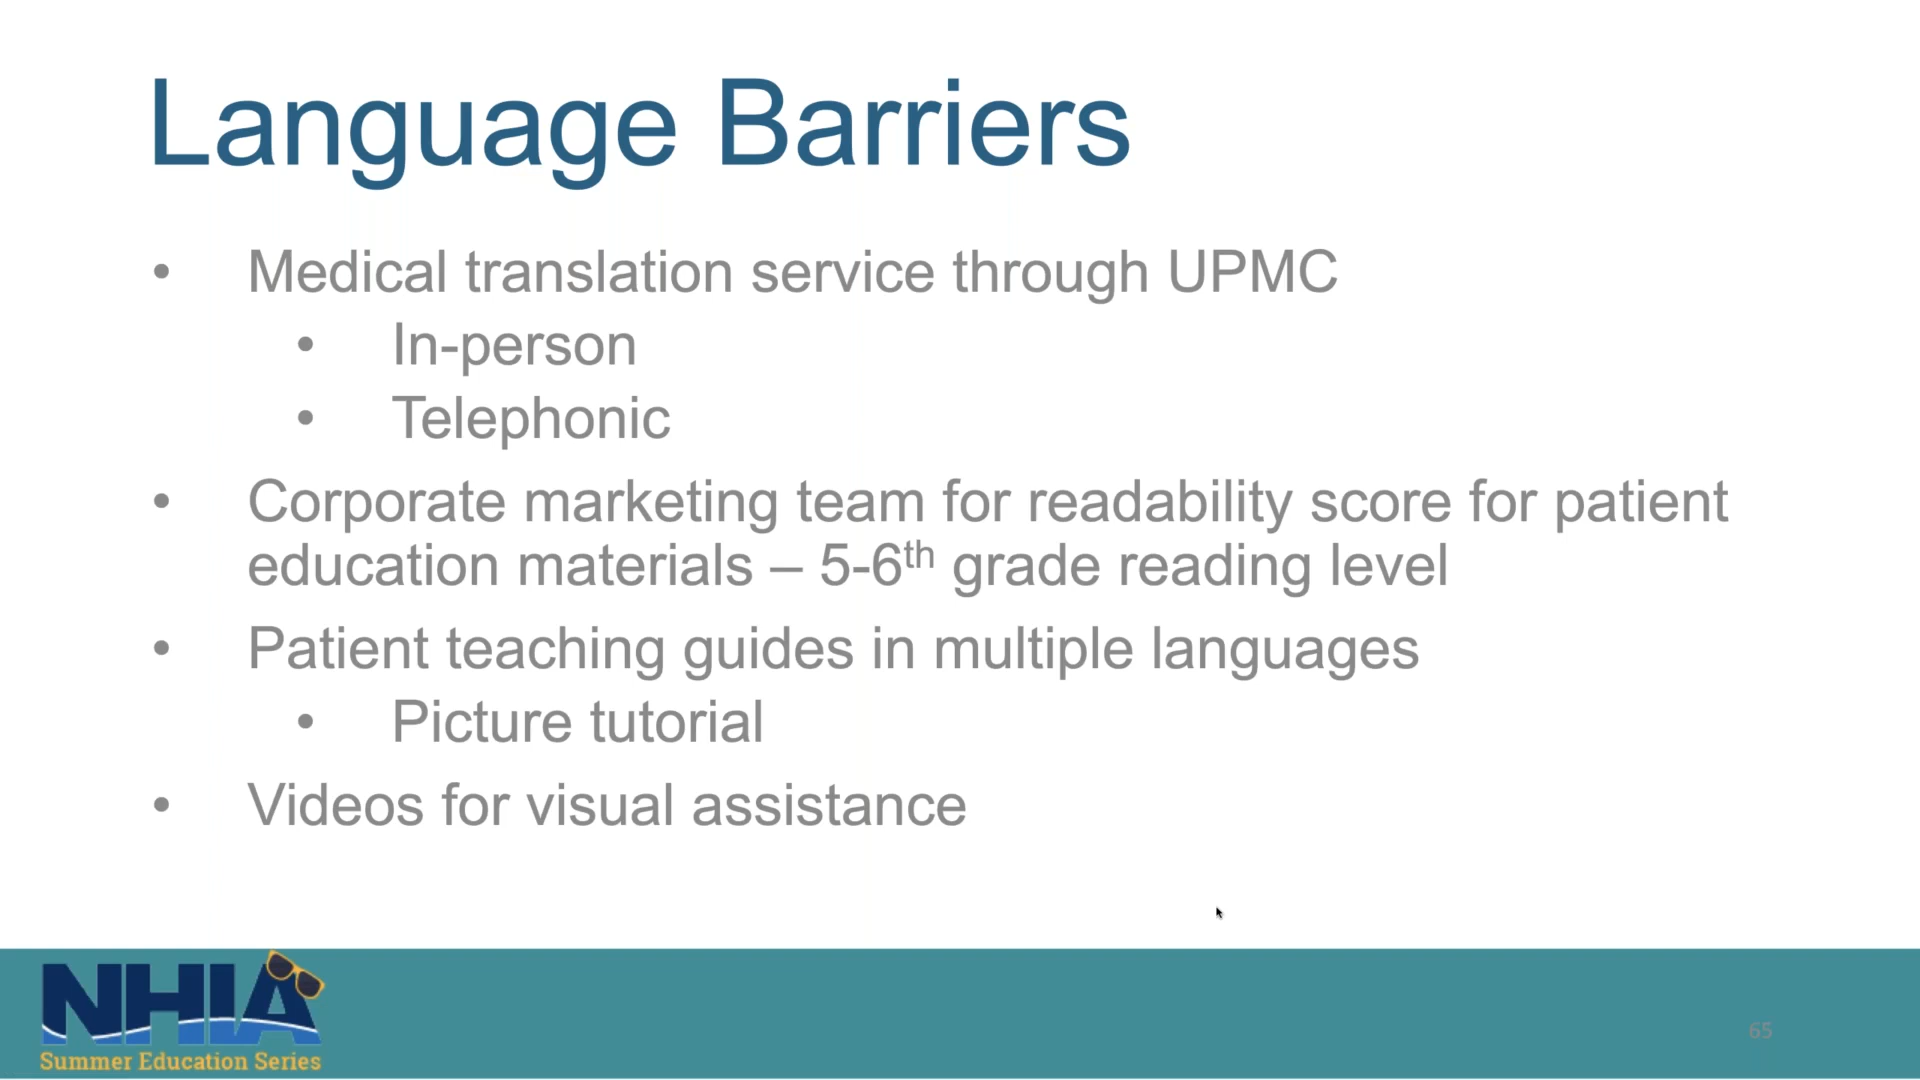 Language Barriers
• Medical translation service through UPMC
• In-person
• Telephonic
• Corporate marketing team for readability score for patient
education materials – 5-6th grade reading level
• Patient teaching guides in multiple languages
• Picture tutorial
• Videos for visual assistance
NHIA
Summer Education Series
65